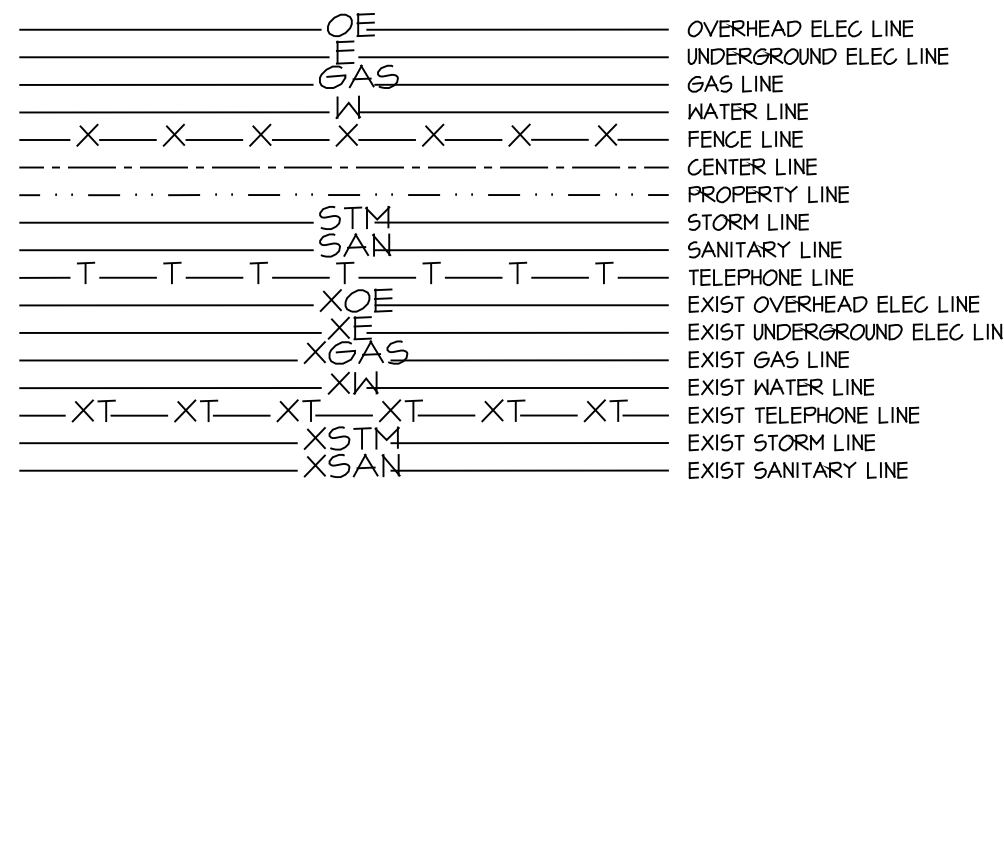 OE OVERHEAD ELEC LINE
E UNDERGROUND ELEC LINE
GAS GAS LINE
W WATER LINE
X X X X X X X FENCE LINE
CENTER LINE
PROPERTY LINE
STM STORM LINE
SAN SANITARY LINE
T T T T T T T TELEPHONE LINE
XOE EXIST OVERHEAD ELEC LINE
XE EXIST UNDERGROUND ELEC LIN
XGAS EXIST GAS LINE
XW EXIST WATER LINE
XT XT XT XT XT XT EXIST TELEPHONE LINE
XSTM EXIST STORM LINE
XSAN EXIST SANITARY LINE